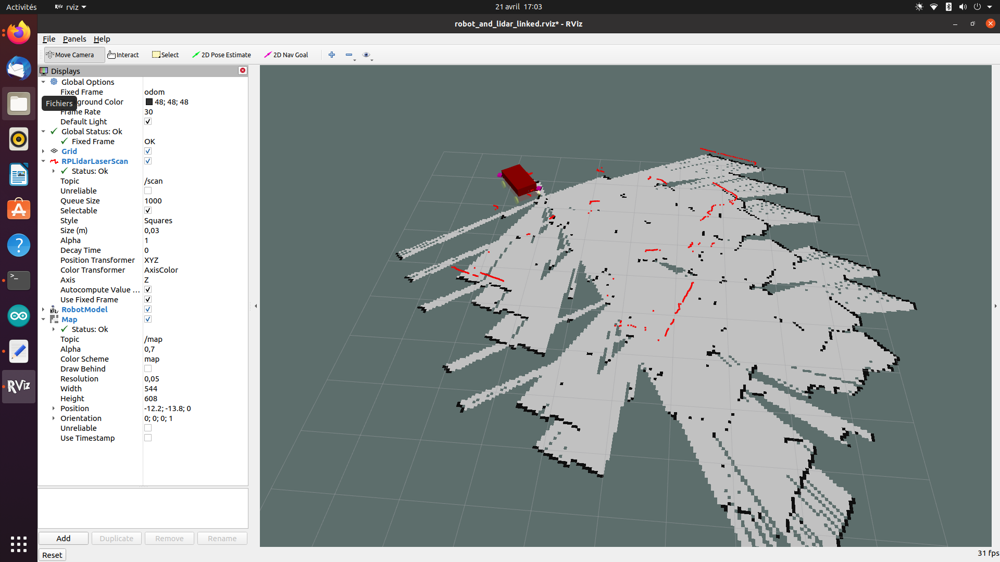 Activités
rviz
21 avril 17:03
robot_and_lidar_linked.rviz* - RViz
File Panels Help
Move Camera Interact Select 2D Pose Estimate 2D Nav Goal
Displays
Global Options
Fixed Frame odom
Fichiers
ground Color 48; 48; 48
Frame Rate 30
Default Light
Global Status: Ok
Fixed Frame OK
Grid
RPLidarLaserScan
Status: Ok
Topic /scan
Unreliable
Queue Size 1000
Selectable
Style Squares
Size (m) 0,03
Alpha 1
Decay Time 0
Position Transformer XYZ
Color Transformer AxisColor
Axis Z
Autocompute Value ...
Use Fixed Frame
RobotModel
Map
Status: Ok
Topic /map
Alpha 0,7
Color Scheme map
Draw Behind
Resolution 0,05
Width 544
Height 608
Position -12.2; -13.8; 0
Orientation 0; 0; 0; 1
Unreliable
Use Timestamp
RViz
Add Duplicate Remove Rename
Reset
31 fps